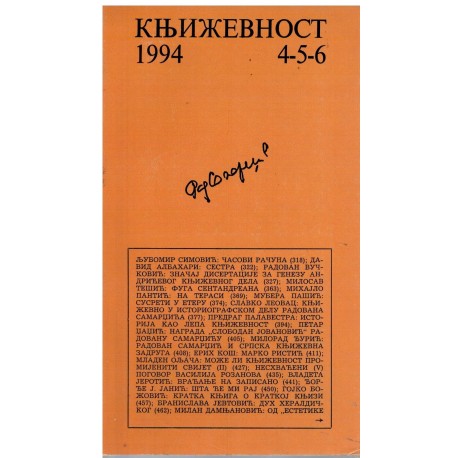 КЊИЖЕВНОСТ
1994 4-5-6
ЉУБОМИР СИМОВИЋ: ЧАСОВИ РАЧУНА (318); ДА-
ВИД АЛБАХАРИ: СЕСТРА (322); РАДОВАН ВУЧ-
КОВИЋ: ЗНАЧАЈ ДИСЕРТАЦИЈЕ ЗА ГЕНЕЗУ АН-
ДРИЋЕВОГ КЊИЖЕВНОГ ДЕЛА (327); МИЛОСАВ
ТЕШИЋ: ФУГА СЕНТАНДРЕАНА (363); МИХАЈЛО
ПАНТИЋ: НА ТЕРАСИ (369); МУБЕРА ПАШИЋ:
СУСРЕТИ У ЕТЕРУ (374); СЛАВКО ЛЕОВАЦ: КЊИ-
ЖЕВНО У ИСТОРИОГРАФСКОМ ДЕЛУ РАДОВАНА
САМАРЏИЋА (377); ПРЕДРАГ ПАЛАВЕСТРА: ИСТО-
РИЈА КАО ЛЕПА КЊИЖЕВНОСТ (394); ПЕТАР
ЏАЏИЋ: НАГРАДА „СЛОБОДАН ЈОВАНОВИЋ" РА-
ДОВАНУ САМАРЏИЋУ (405); МИЛОРАД ЂУРИЋ:
РАДОВАН САМАРЏИЋ И СРПСКА КЊИЖЕВНА
ЗАДРУГА (408); КРИХ КОШ: МАРКО РИСТИЋ (411);
МЛАДЕН ОЉАЧА: МОЖЕ ЛИ КЊИЖЕВНОСТ ПРО-
МИЈЕНИТИ СВИЈЕТ (II) (427); НЕСХВАЋЕНИ (V)
ПОГОВОР ВАСИЛИЈА РОЗАНОВА (435); ВЛАДЕТА
ЈЕРОТИЋ: ВРАЋАЊЕ НА ЗАПИСАНО (441); ЂОР-
ЂЕ Ј. ЈАНИЋ: ШТА ЋЕ МИ РАЈ (450); ГОЈКО БО-
ЖОВИЋ: КРАТКА КЊИГА О КРАТКОЈ КЊИЗИ
(457); БРАНИСЛАВА ЈЕВТОВИЋ: ДУХ ХЕРАЛДИЧ-
КОГ (462); МИЛАН ДАМЊАНОВИЋ: ОД „ЕСТЕТИКЕ
→